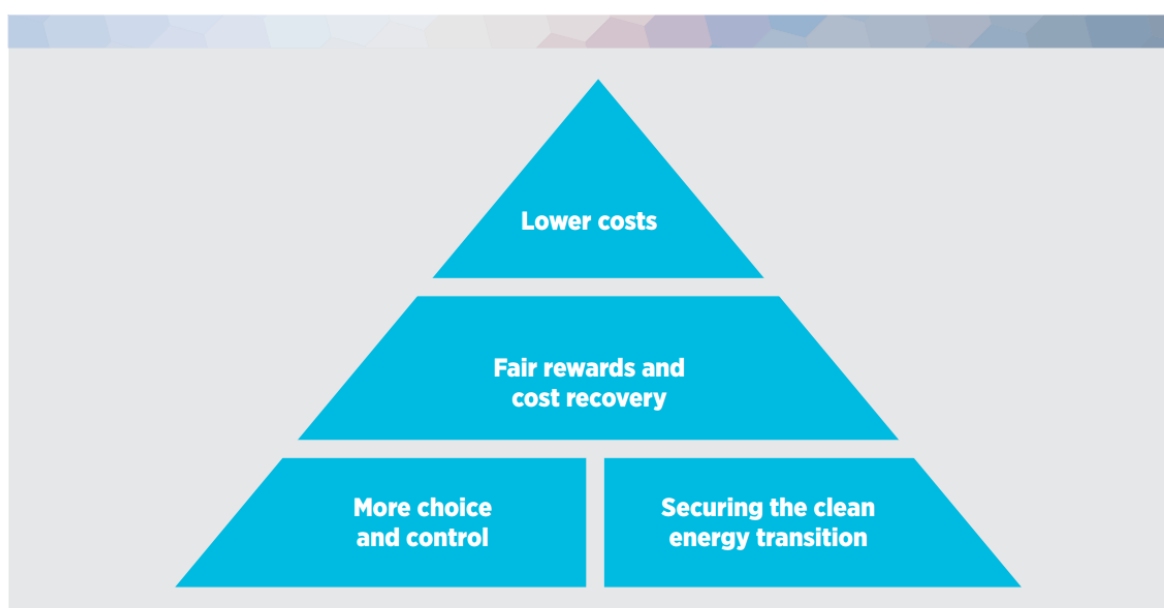 Lower costs
Fair rewards and
cost recovery
More choice
and control
Securing the clean
energy transition